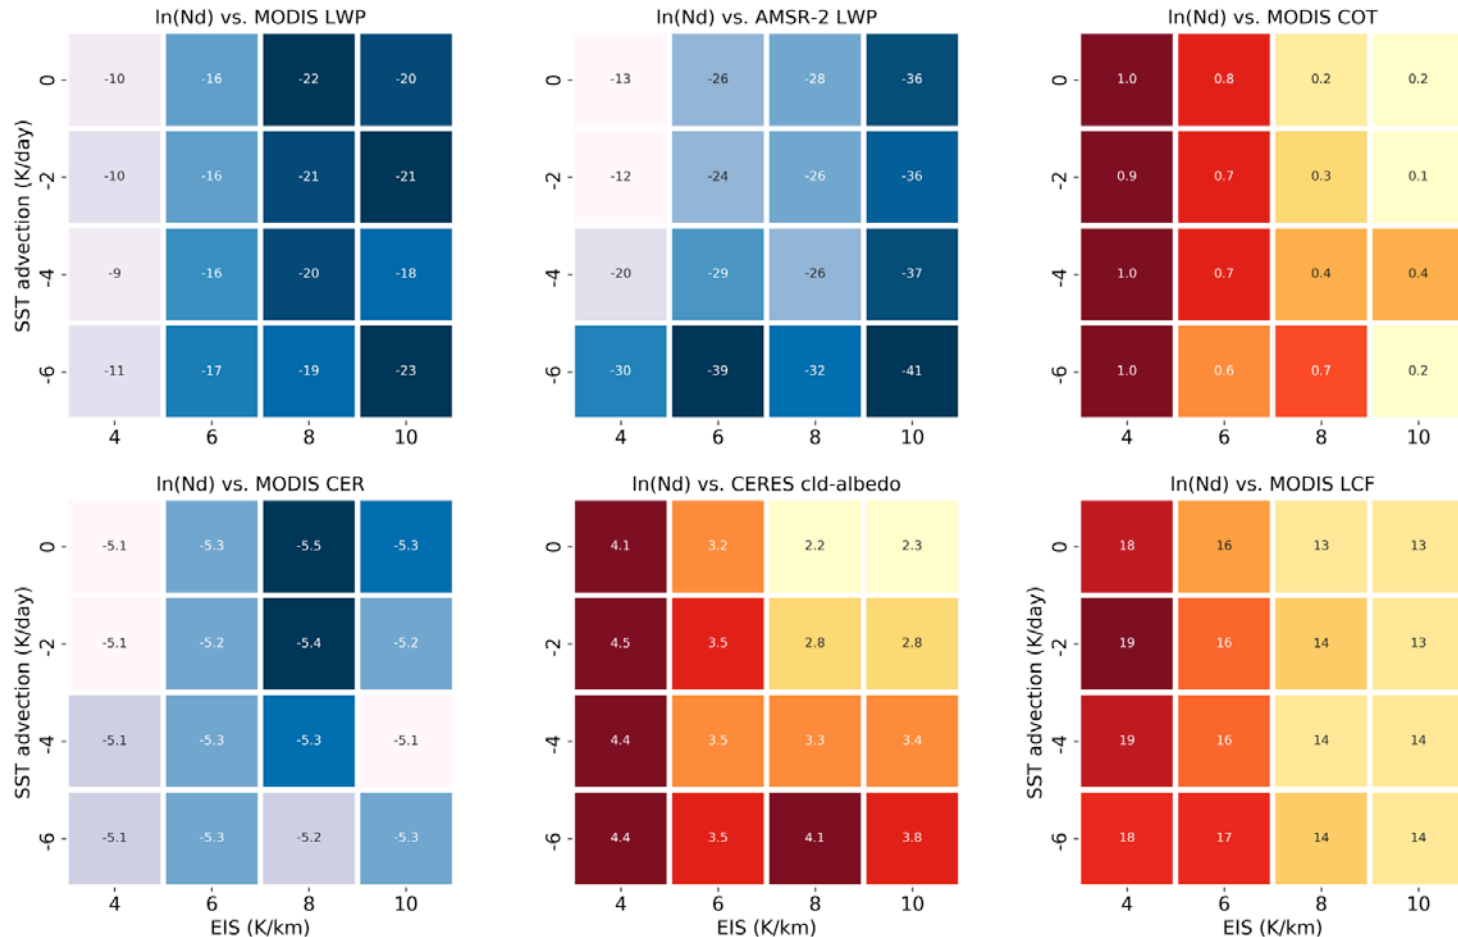 ln(Nd) vs. MODIS LWP
ln(Nd) vs. AMSR-2 LWP
ln(Nd) vs. MODIS COT
SST advection (K/day)
0 -10 -16 -22 -20
-2 -10 -16 -21 -21
-4 -9 -16 -20 -18
-6 -11 -17 -19 -23
4 6 8 10
0 -13 -26 -28 -36
-2 -12 -24 -26 -36
-4 -20 -29 -26 -37
-6 -30 -39 -32 -41
4 6 8 10
0 1.0 0.8 0.2 0.2
-2 0.9 0.7 0.3 0.1
-4 1.0 0.7 0.4 0.4
-6 1.0 0.6 0.7 0.2
4 6 8 10
ln(Nd) vs. MODIS CER
ln(Nd) vs. CERES cld-albedo
ln(Nd) vs. MODIS LCF
SST advection (K/day)
0 -5.1 -5.3 -5.5 -5.3
-2 -5.1 -5.2 -5.4 -5.2
-4 -5.1 -5.3 -5.3 -5.1
-6 -5.1 -5.3 -5.2 -5.3
4 6 8 10
EIS (K/km)
0 4.1 3.2 2.2 2.3
-2 4.5 3.5 2.8 2.8
-4 4.4 3.5 3.3 3.4
-6 4.4 3.5 4.1 3.8
4 6 8 10
EIS (K/km)
SST advection (K/day)
0 18 16 13 13
-2 19 16 14 13
-4 19 16 14 14
-6 18 17 14 14
4 6 8 10
EIS (K/km)